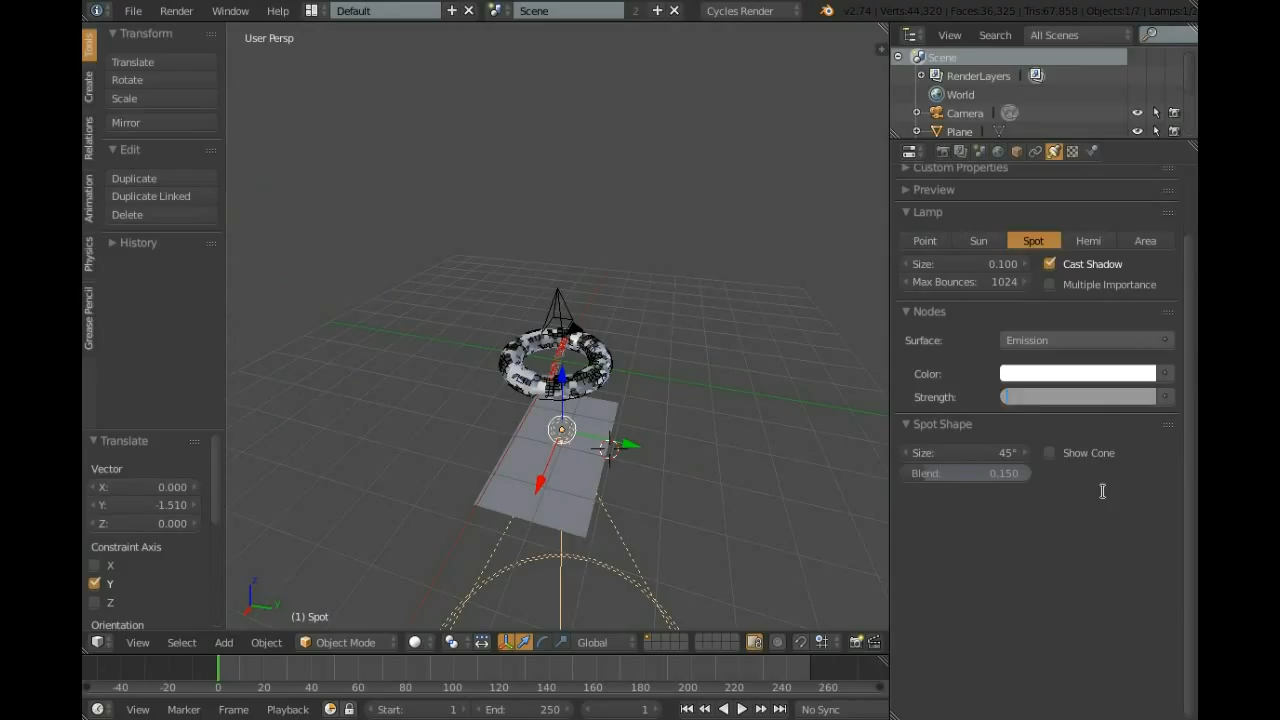 File Render Window Help Default Scene 2 Cycles Render v2.74 | Verts:44,320 | Faces:36,325 | Tris:67,858 | Objects:1/7 | Lamps:1/2
Tools
Create
Relations
Animation
Physics
Grease Pencil
Transform
Translate
Rotate
Scale
Mirror
Edit
Duplicate
Duplicate Linked
Delete
History
Translate
Vector
X: 0.000
Y: -1.510
Z: 0.000
Constraint Axis
X
Y
Z
Orientation
User Persp
(1) Spot
View Select Add Object Object Mode Global
-40 -20 0 20 40 60 80 100 120 140 160 180 200 220 240 260
View Marker Frame Playback Start: 1 End: 250 1 No Sync
View Search All Scenes
Scene
RenderLayers
World
Camera
Plane
Custom Properties
Preview
Lamp
Point Sun Spot Hemi Area
Size: 0.100 Cast Shadow
Max Bounces: 1024 Multiple Importance
Nodes
Surface: Emission
Color:
Strength:
Spot Shape
Size: 45° Show Cone
Blend: 0.150